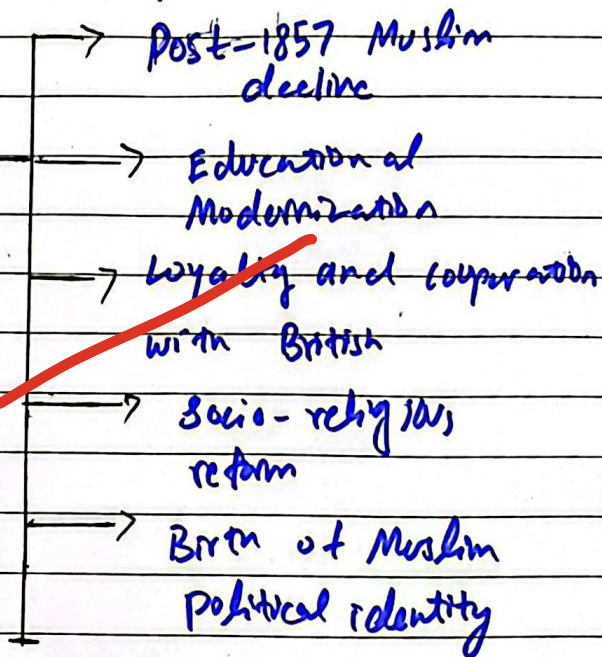 Post-1857 Muslim
decline
Educational
Modernization
Loyalty and cooperation
with British
Socio-religious
reform
Birth of Muslim
Political identity